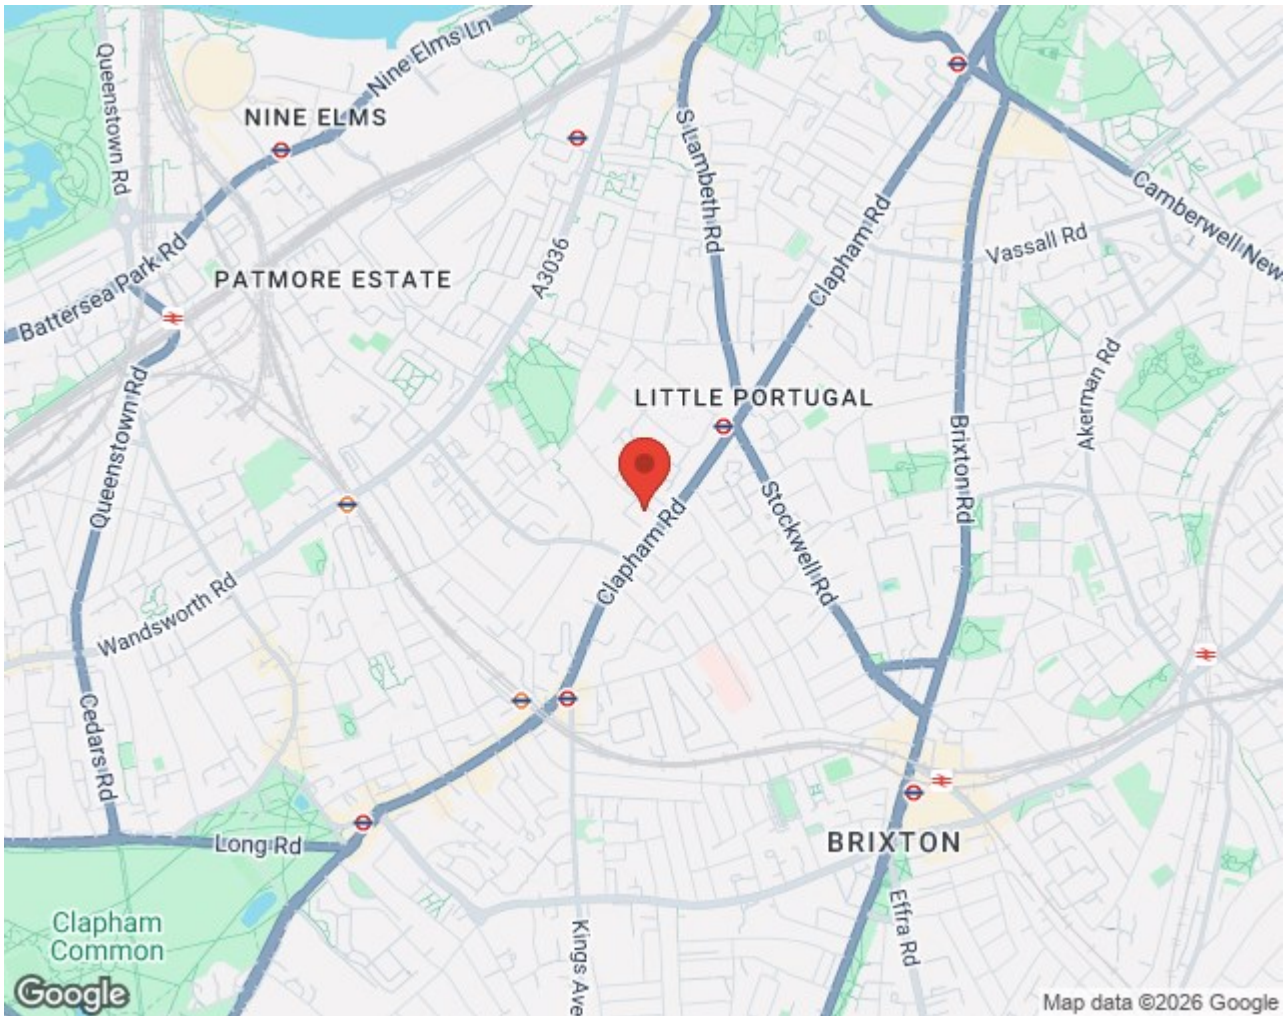 Queenstown Rd
Nine Elms Ln
NINE ELMS
S Lambeth Rd
Camberwell New
Clapham Rd
Vassall Rd
A3036
Battersea Park Rd
PATMORE ESTATE
Akerman Rd
LITTLE PORTUGAL
Queenstown Rd
Brixton Rd
Stockwell Rd
Clapham Rd
Wandsworth Rd
Cedars Rd
Long Rd
BRIXTON
Effra Rd
Clapham
Common
Kings Ave
Google
Map data ©2026 Google